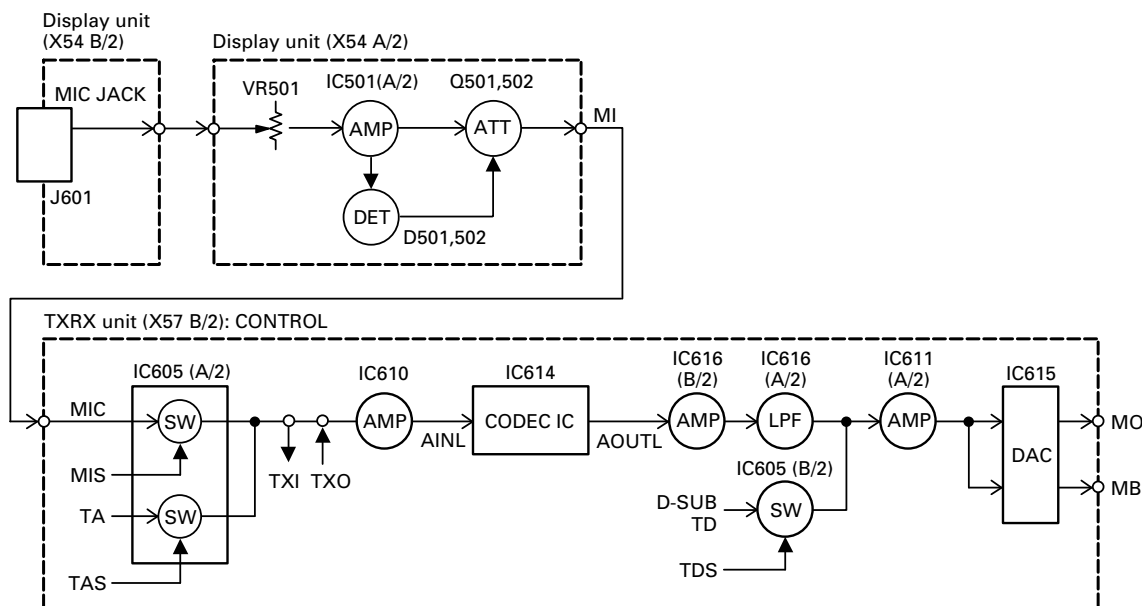 Display unit
(X54 B/2)
Display unit (X54 A/2)
MIC JACK
VR501
IC501(A/2)
Q501,502
AMP
ATT
MI
J601
DET
D501,502
TXRX unit (X57 B/2): CONTROL
IC605 (A/2)
IC610
IC614
IC616
(B/2)
IC616
(A/2)
IC611
(A/2)
IC615
MIC
SW
AMP
CODEC IC
AMP
LPF
AMP
DAC
MO
AINL
AOUTL
MIS
TXI
TXO
IC605 (B/2)
MB
TA
SW
D-SUB
TD
SW
TAS
TDS